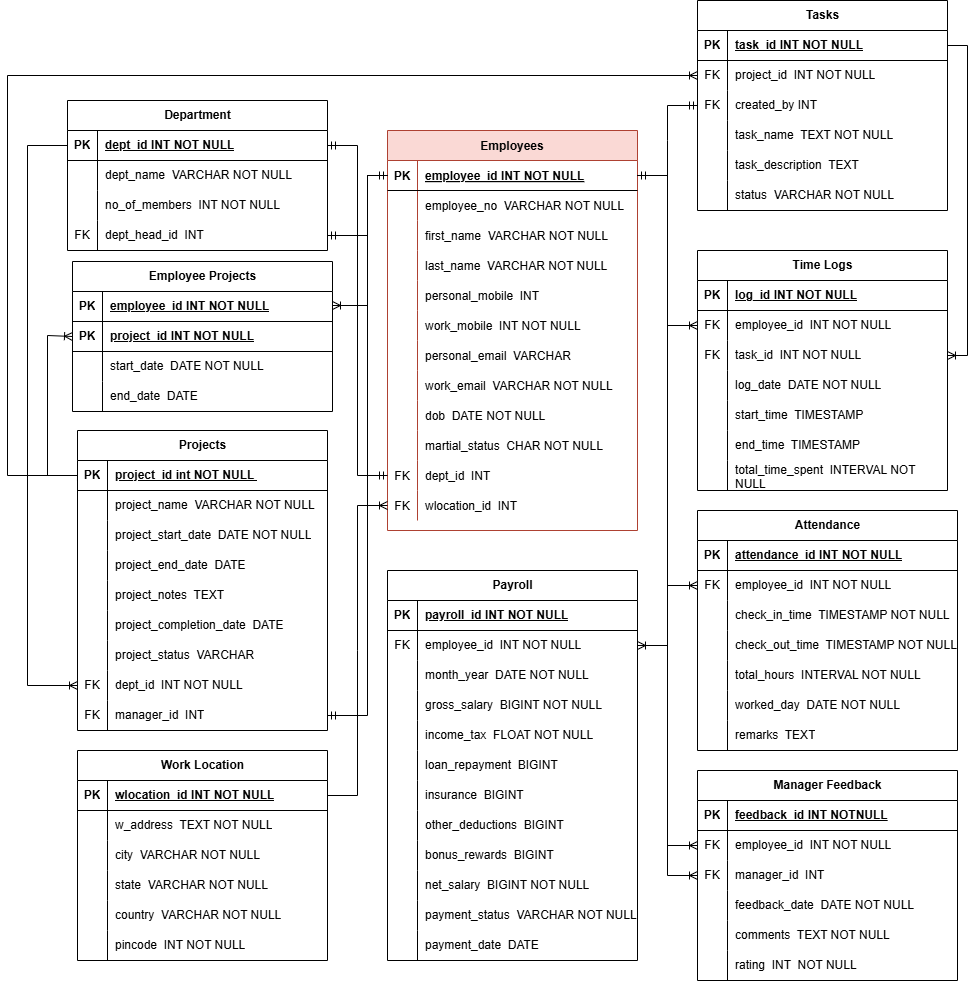 Tasks
PK task_id INT NOT NULL
FK project_id INT NOT NULL
FK created_by INT
task_name TEXT NOT NULL
task_description TEXT
status VARCHAR NOT NULL
Department
PK dept_id INT NOT NULL
dept_name VARCHAR NOT NULL
no_of_members INT NOT NULL
FK dept_head_id INT
Employees
PK employee_id INT NOT NULL
employee_no VARCHAR NOT NULL
first_name VARCHAR NOT NULL
last_name VARCHAR NOT NULL
personal_mobile INT
work_mobile INT NOT NULL
personal_email VARCHAR
work_email VARCHAR NOT NULL
dob DATE NOT NULL
martial_status CHAR NOT NULL
FK dept_id INT
FK wlocation_id INT
Employee Projects
PK employee_id INT NOT NULL
PK project_id INT NOT NULL
start_date DATE NOT NULL
end_date DATE
Time Logs
PK log_id INT NOT NULL
FK employee_id INT NOT NULL
FK task_id INT NOT NULL
log_date DATE NOT NULL
start_time TIMESTAMP
end_time TIMESTAMP
total_time_spent INTERVAL NOT
NULL
Projects
PK project_id int NOT NULL
project_name VARCHAR NOT NULL
project_start_date DATE NOT NULL
project_end_date DATE
project_notes TEXT
project_completion_date DATE
project_status VARCHAR
FK dept_id INT NOT NULL
FK manager_id INT
Payroll
PK payroll_id INT NOT NULL
FK employee_id INT NOT NULL
month_year DATE NOT NULL
gross_salary BIGINT NOT NULL
income_tax FLOAT NOT NULL
loan_repayment BIGINT
insurance BIGINT
other_deductions BIGINT
bonus_rewards BIGINT
net_salary BIGINT NOT NULL
payment_status VARCHAR NOT NULL
payment_date DATE
Attendance
PK attendance_id INT NOT NULL
FK employee_id INT NOT NULL
check_in_time TIMESTAMP NOT NULL
check_out_time TIMESTAMP NOT NULL
total_hours INTERVAL NOT NULL
worked_day DATE NOT NULL
remarks TEXT
Work Location
PK wlocation_id INT NOT NULL
w_address TEXT NOT NULL
city VARCHAR NOT NULL
state VARCHAR NOT NULL
country VARCHAR NOT NULL
pincode INT NOT NULL
Manager Feedback
PK feedback_id INT NOTNULL
FK employee_id INT NOT NULL
FK manager_id INT
feedback_date DATE NOT NULL
comments TEXT NOT NULL
rating INT NOT NULL